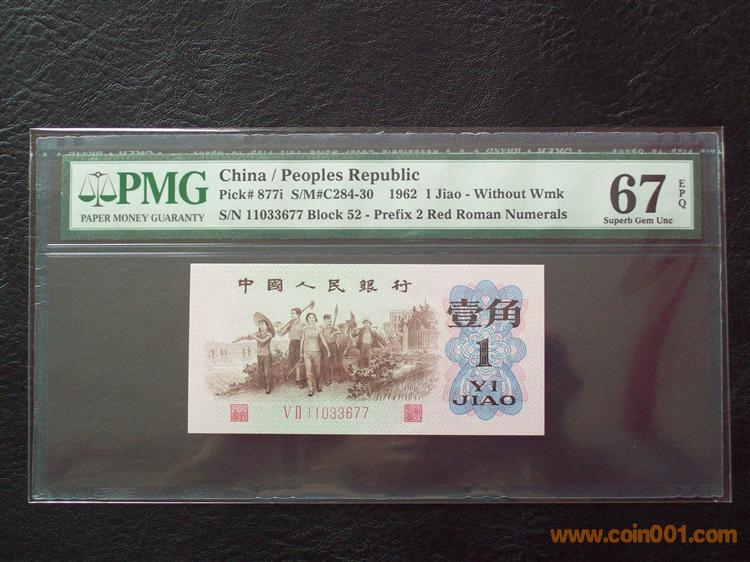 PMG
PAPER MONEY GUARANTY
China / Peoples Republic
Pick# 877i S/M#C284-30 1962 1 Jiao - Without Wmk
S/N 11033677 Block 52 - Prefix 2 Red Roman Numerals
67
EPQ
Superb Gem Unc
中國人民銀行
壹角
1
YI
JIAO
V II 11033677
www.coin001.com